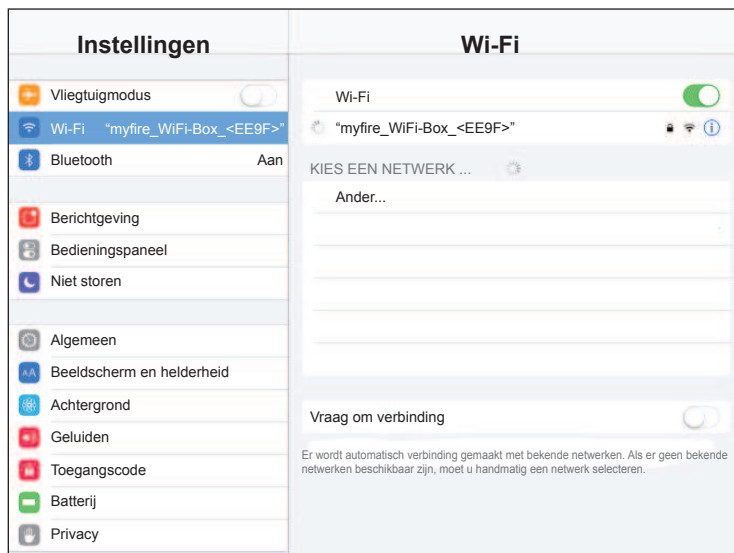 Instellingen
Vliegtuigmodus
Wi-Fi “myfire_WiFi-Box_<EE9F>”
Bluetooth Aan
Berichtgeving
Bedieningspaneel
Niet storen
Algemeen
AA Beeldscherm en helderheid
Achtergrond
Geluiden
Toegangscode
Batterij
Privacy
Wi-Fi
Wi-Fi
“myfire_WiFi-Box_<EE9F>”
KIES EEN NETWERK ...
Ander...
Vraag om verbinding
Er wordt automatisch verbinding gemaakt met bekende netwerken. Als er geen bekende
netwerken beschikbaar zijn, moet u handmatig een netwerk selecteren.